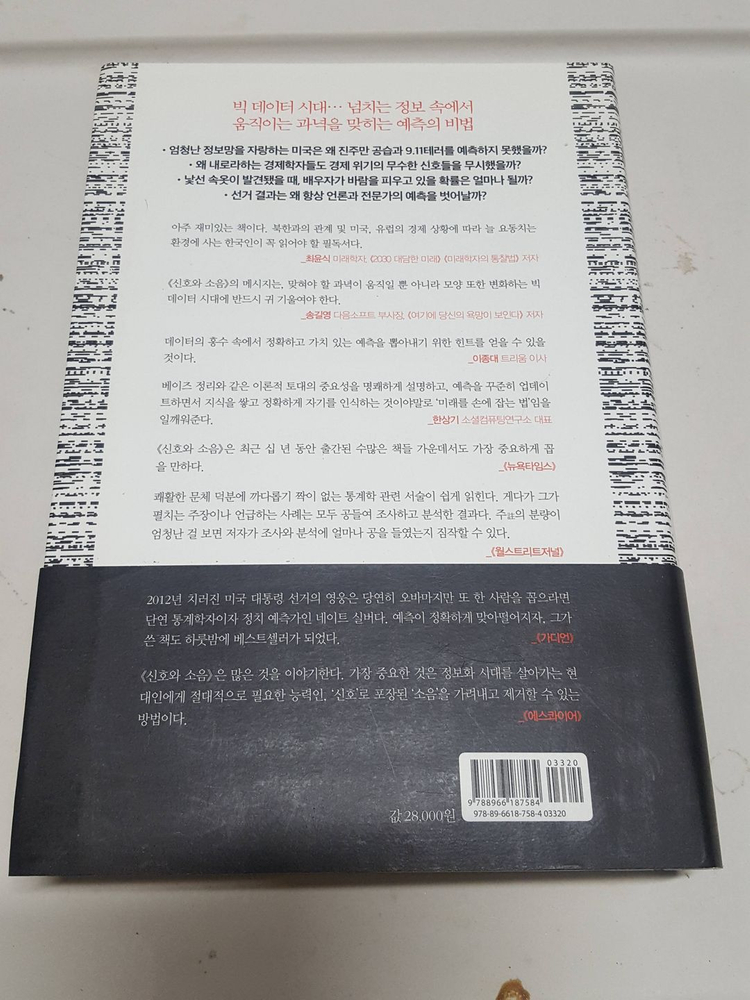 빅 데이터 시대… 넘치는 정보 속에서
움직이는 과녁을 맞히는 예측의 비법
• 엄청난 정보망을 자랑하는 미국은 왜 진주만 공습과 9.11테러를 예측하지 못했을까?
• 왜 내로라하는 경제학자들도 경제 위기의 무수한 신호들을 무시했을까?
• 낯선 속옷이 발견됐을 때, 배우자가 바람을 피우고 있을 확률은 얼마나 될까?
• 선거 결과는 왜 항상 언론과 전문가의 예측을 벗어날까?
아주 재미있는 책이다. 북한과의 관계 및 미국, 유럽의 경제 상황에 따라 늘 요동치는
환경에 사는 한국인이 꼭 읽어야 할 필독서다.
_최윤식 미래학자, 《2030 대담한 미래》 《미래학자의 통찰법》 저자
《신호와 소음》의 메시지는, 맞혀야 할 과녁이 움직일 뿐 아니라 모양 또한 변화하는 빅
데이터 시대에 반드시 귀 기울여야 한다.
_송길영 다음소프트 부사장, 《여기에 당신의 욕망이 보인다》 저자
데이터의 홍수 속에서 정확하고 가치 있는 예측을 뽑아내기 위한 힌트를 얻을 수 있을
것이다. _이종대 트리움 이사
베이즈 정리와 같은 이론적 토대의 중요성을 명쾌하게 설명하고, 예측을 꾸준히 업데이
트하면서 지식을 쌓고 정확하게 자기를 인식하는 것이야말로 '미래를 손에 잡는 법'임을
일깨워준다. _한상기 소셜컴퓨팅연구소 대표
《신호와 소음》은 최근 십 년 동안 출간된 수많은 책들 가운데서도 가장 중요하게 꼽
을 만하다. _《뉴욕타임스》
쾌활한 문체 덕분에 까다롭기 짝이 없는 통계학 관련 서술이 쉽게 읽힌다. 게다가 그가
펼치는 주장이나 언급하는 사례는 모두 공들여 조사하고 분석한 결과다. 주註의 분량이
엄청난 걸 보면 저자가 조사와 분석에 얼마나 공을 들였는지 짐작할 수 있다.
_《월스트리트저널》
2012년 치러진 미국 대통령 선거의 영웅은 당연히 오바마지만 또 한 사람을 꼽으라면
단연 통계학자이자 정치 예측가인 네이트 실버다. 예측이 정확하게 맞아떨어지자, 그가
쓴 책도 하룻밤에 베스트셀러가 되었다. _《가디언》
《신호와 소음》은 많은 것을 이야기한다. 가장 중요한 것은 정보화 시대를 살아가는 현
대인에게 절대적으로 필요한 능력인, '신호'로 포장된 '소음'을 가려내고 제거할 수 있는
방법이다. _《에스콰이어》
03320
9 788966 187584
값 28,000원 978-89-6618-758-4 03320